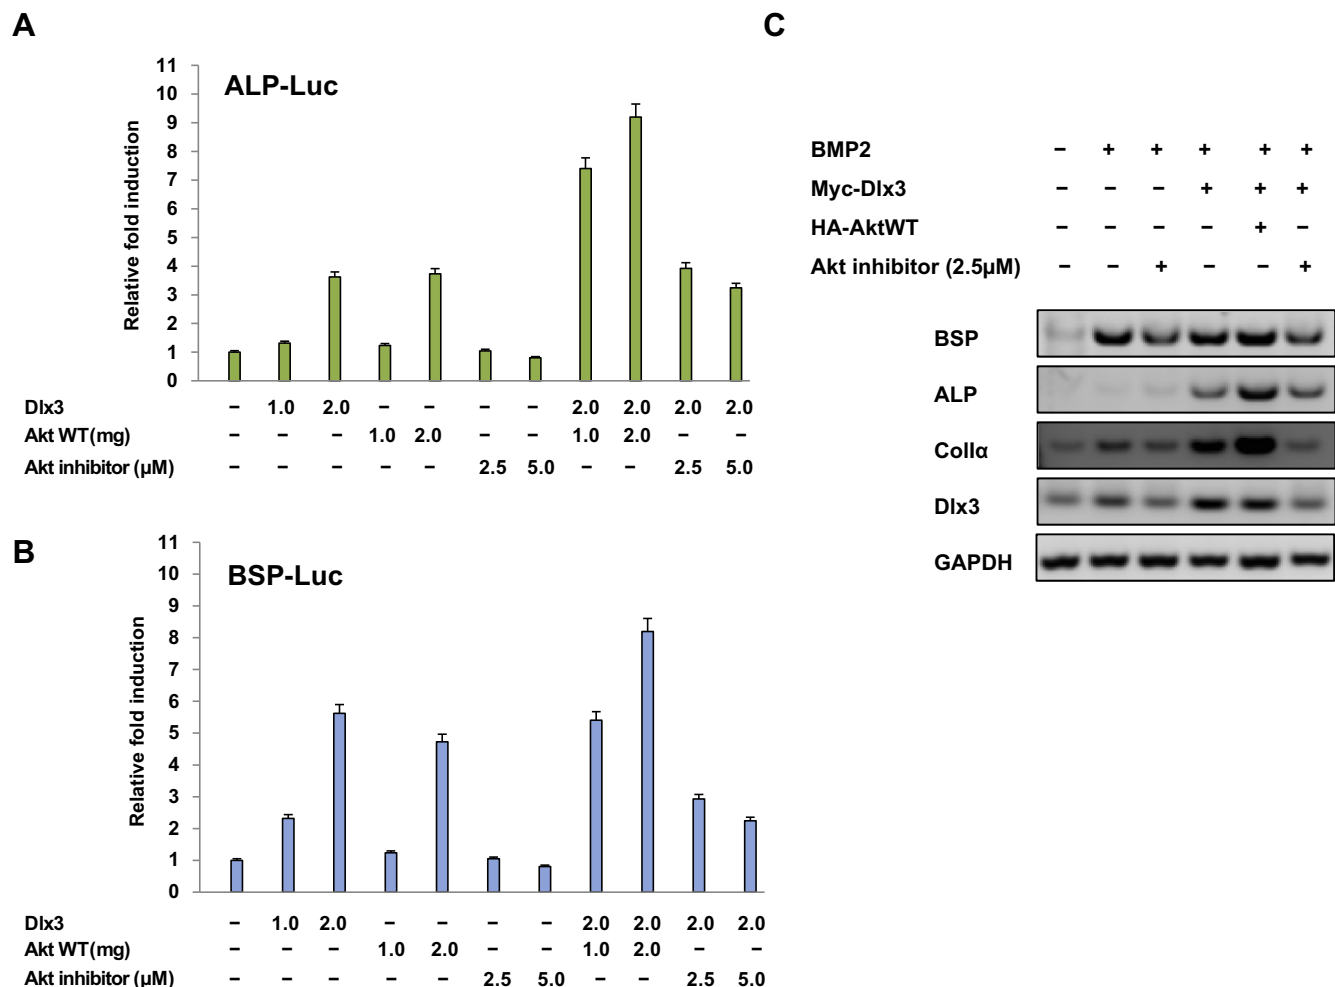 A
ALP-Luc
Relative fold induction
11
10
9
8
7
6
5
4
3
2
1
0
Dlx3 − 1.0 2.0 − − − − 2.0 2.0 2.0 2.0
Akt WT(mg) − − − 1.0 2.0 − − 1.0 2.0 − −
Akt inhibitor (µM) − − − − − 2.5 5.0 − − 2.5 5.0
B
BSP-Luc
Relative fold induction
11
10
9
8
7
6
5
4
3
2
1
0
Dlx3 − 1.0 2.0 − − − − 2.0 2.0 2.0 2.0
Akt WT(mg) − − − 1.0 2.0 − − 1.0 2.0 − −
Akt inhibitor (µM) − − − − − 2.5 5.0 − − 2.5 5.0
C
BMP2 − + + + + +
Myc-Dlx3 − − − + + +
HA-AktWT − − − − + −
Akt inhibitor (2.5µM) − − + − − +
BSP
ALP
Collα
Dlx3
GAPDH